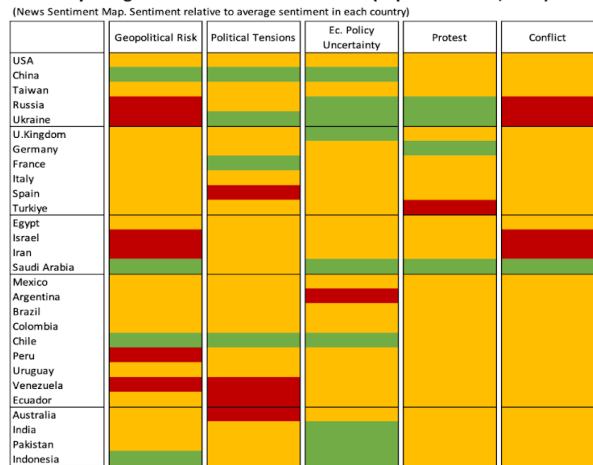 (News Sentiment Map. Sentiment relative to average sentiment in each country)
Geopolitical Risk Political Tensions Ec. Policy Uncertainty Protest Conflict
USA
China
Taiwan
Russia
Ukraine
U.Kingdom
Germany
France
Italy
Spain
Turkiye
Egypt
Israel
Iran
Saudi Arabia
Mexico
Argentina
Brazil
Colombia
Chile
Peru
Uruguay
Venezuela
Ecuador
Australia
India
Pakistan
Indonesia